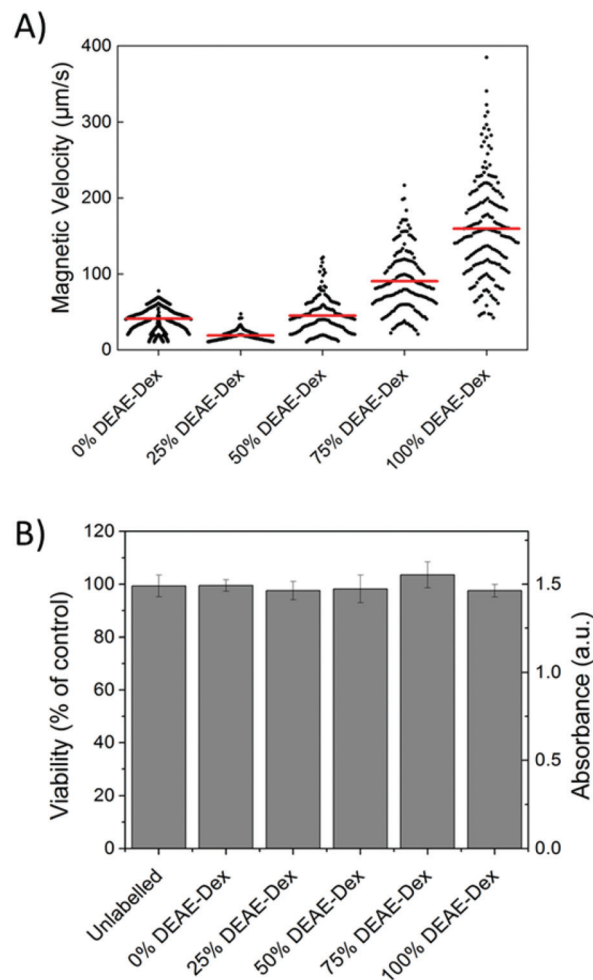 A)
Magnetic Velocity (µm/s)
400
300
200
100
0
0% DEAE-Dex
25% DEAE-Dex
50% DEAE-Dex
75% DEAE-Dex
100% DEAE-Dex
B)
Viability (% of control)
120
100
80
60
40
20
0
Absorbance (a.u.)
1.5
1.0
0.5
0.0
Unlabelled
0% DEAE-Dex
25% DEAE-Dex
50% DEAE-Dex
75% DEAE-Dex
100% DEAE-Dex